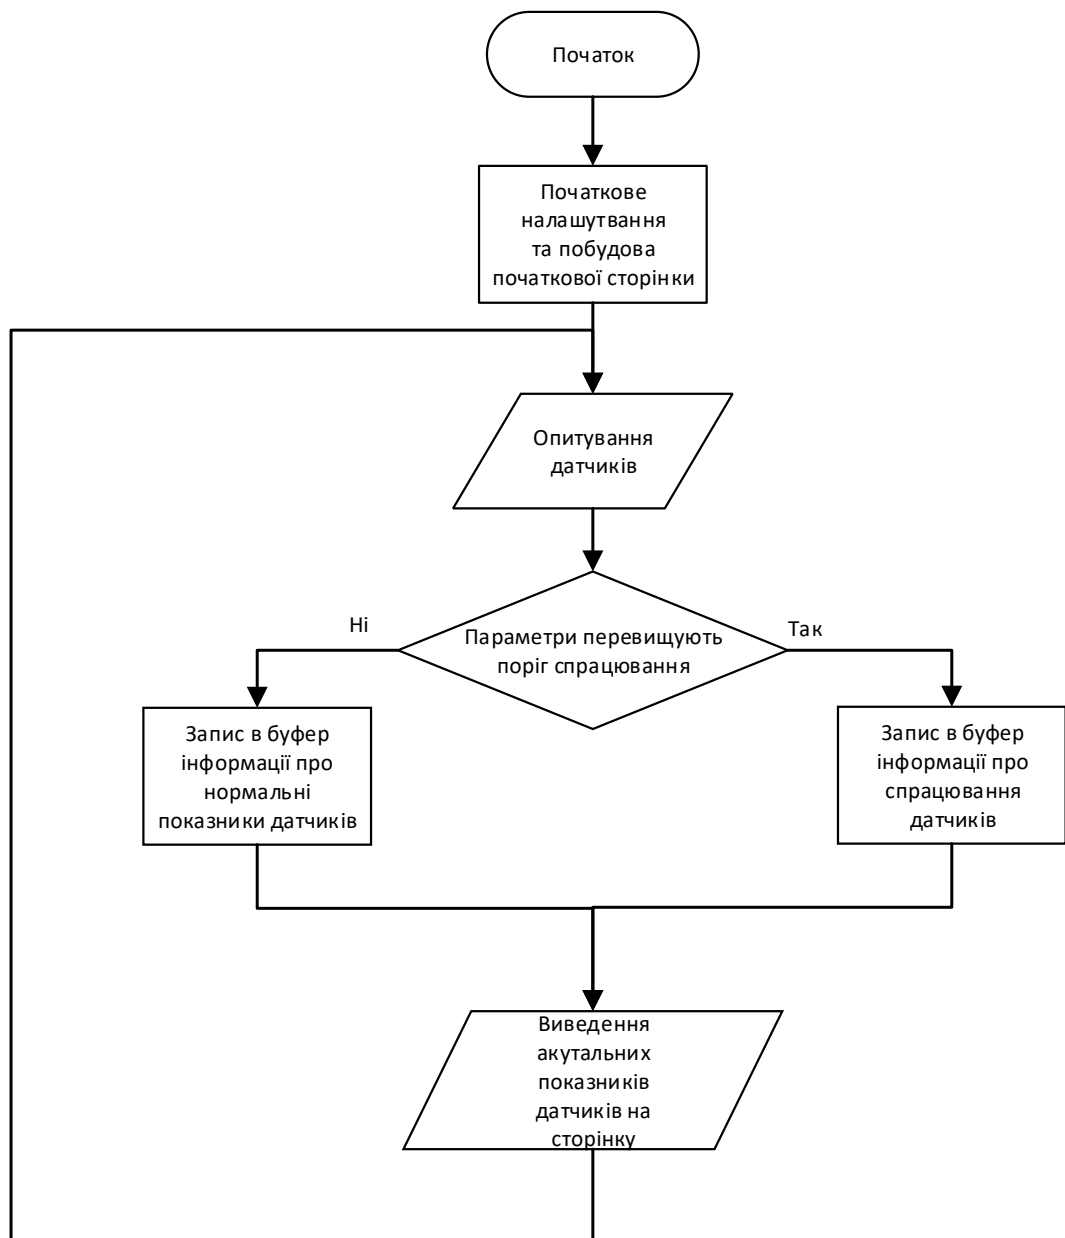 Початок
Початкове
налашутвання
та побудова
початкової сторінки
Опитування
датчиків
Ні
Параметри перевищують
поріг спрацювання
Так
Запис в буфер
інформації про
нормальні
показники датчиків
Запис в буфер
інформації про
спрацювання
датчиків
Виведення
акутальних
показників
датчиків на
сторінку